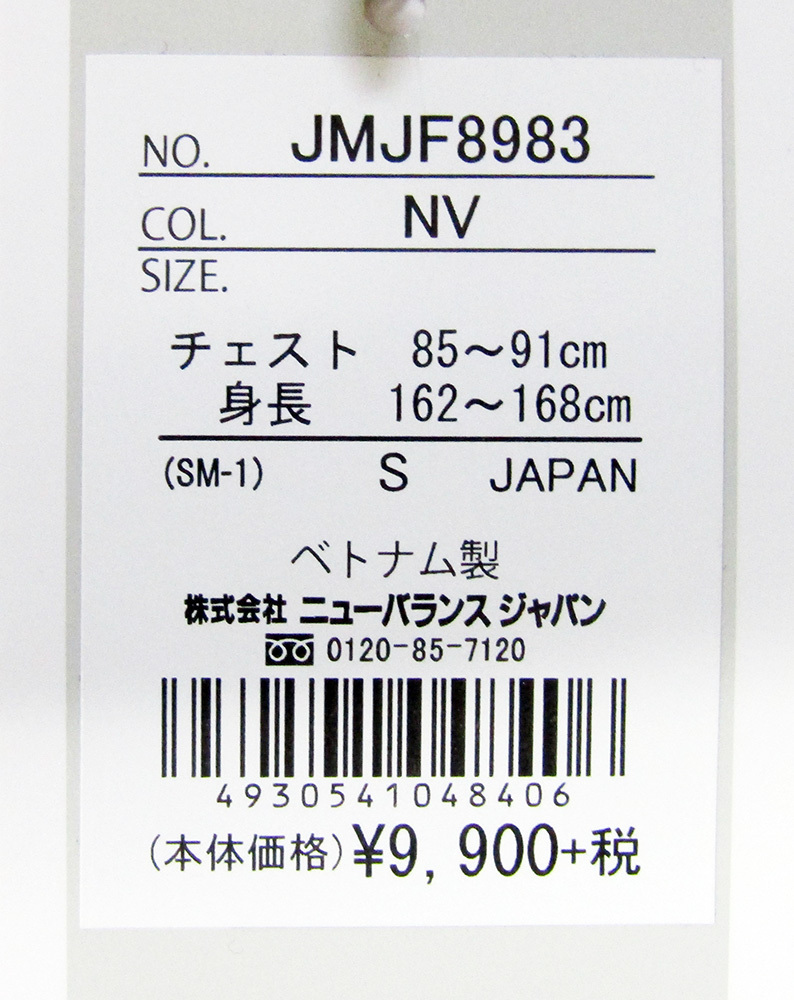 NO. JMJF8983
COL. NV
SIZE.
チェスト 85〜91cm
身長 162〜168cm
(SM-1) S JAPAN
ベトナム製
株式会社 ニューバランス ジャパン
0120-85-7120
4930541048406
(本体価格)¥9,900+税